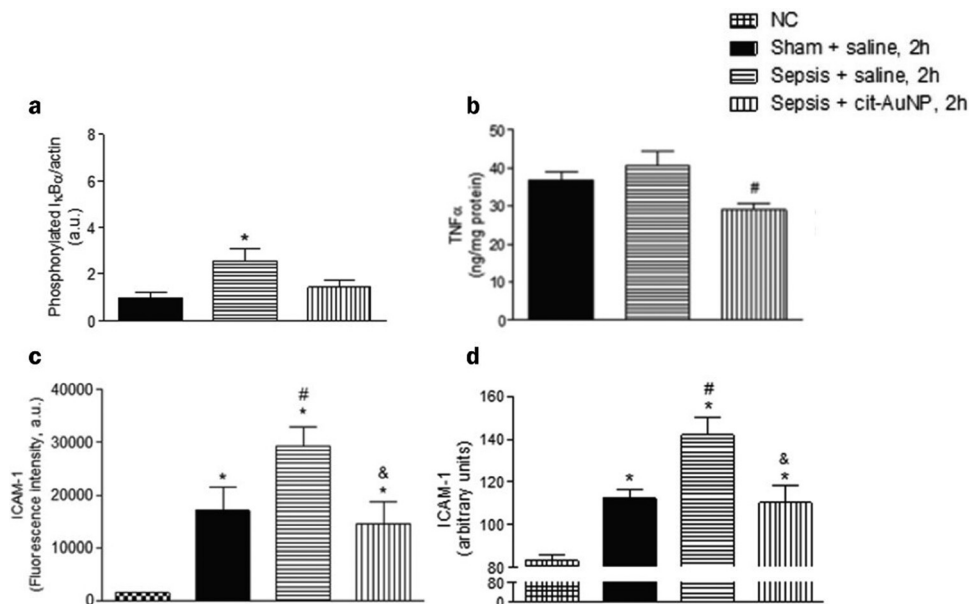 NC
Sham + saline, 2h
Sepsis + saline, 2h
Sepsis + cit-AuNP, 2h
a
Phosphorylated IκBα/actin
(a.u.)
8
6
4
2
0
*
b
TNFα
(ng/mg protein)
50
40
30
20
10
0
#
c
ICAM-1
(Fluorescence Intensity, a.u.)
40000
30000
20000
10000
0
*
#
*
&
*
d
ICAM-1
(arbitrary units)
160
140
120
100
80
80
0
*
#
*
&
*